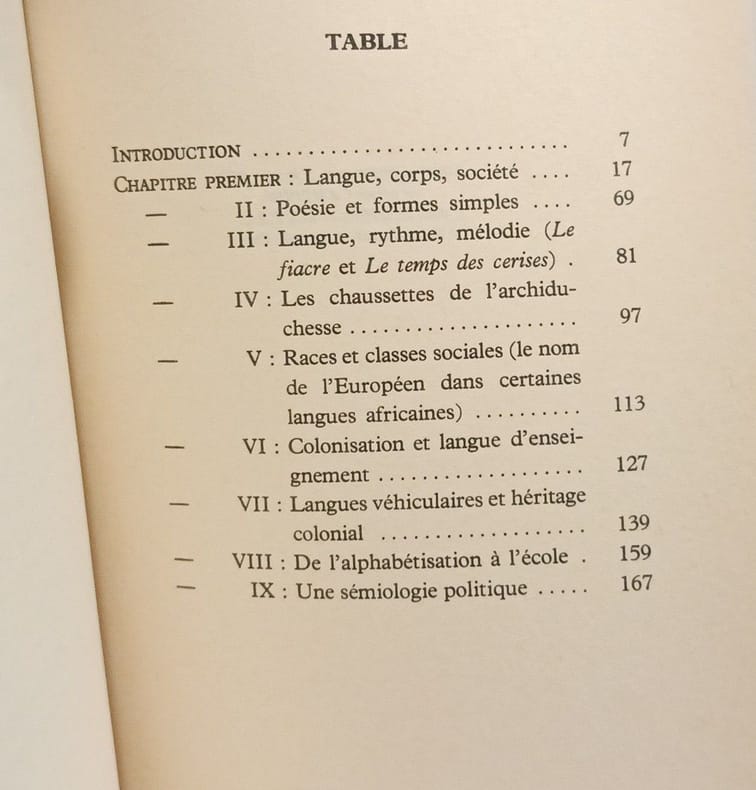 TABLE
INTRODUCTION .............................. 7
CHAPITRE PREMIER : Langue, corps, société .... 17
— II : Poésie et formes simples .... 69
— III : Langue, rythme, mélodie (Le
fiacre et Le temps des cerises) . 81
— IV : Les chaussettes de l'archidu-
chesse ...................... 97
— V : Races et classes sociales (le nom
de l'Européen dans certaines
langues africaines) .......... 113
— VI : Colonisation et langue d'ensei-
gnement ................... 127
— VII : Langues véhiculaires et héritage
colonial ................... 139
— VIII : De l'alphabétisation à l'école . 159
— IX : Une sémiologie politique ..... 167